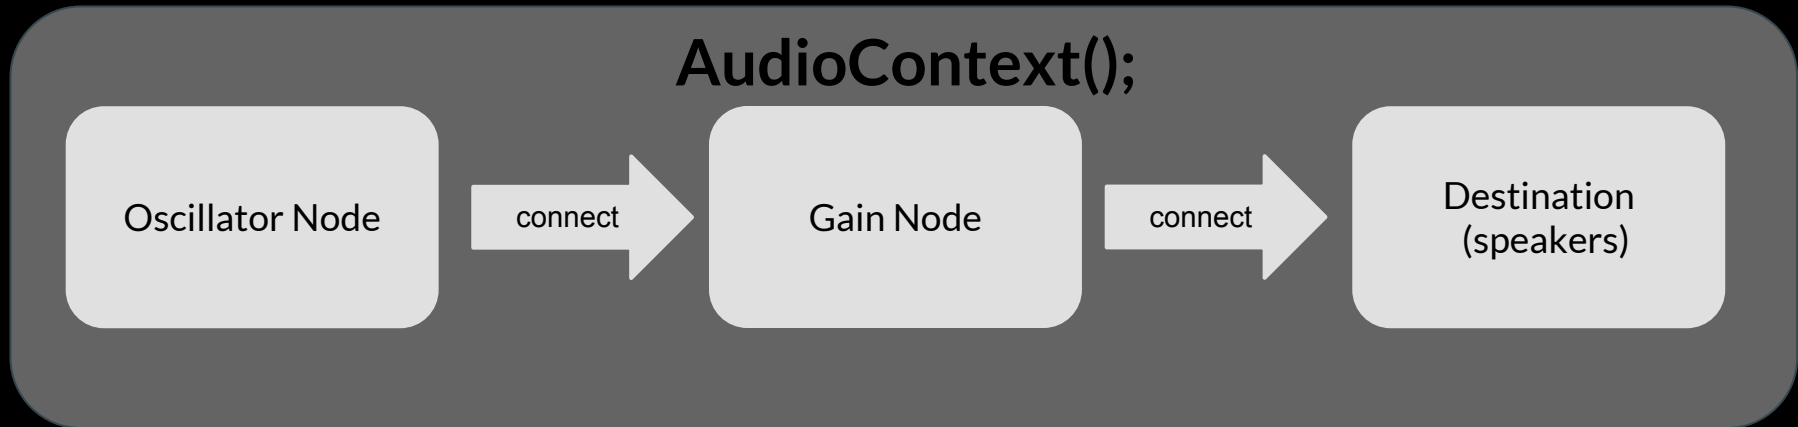 AudioContext();
Oscillator Node
connect
Gain Node
connect
Destination
(speakers)